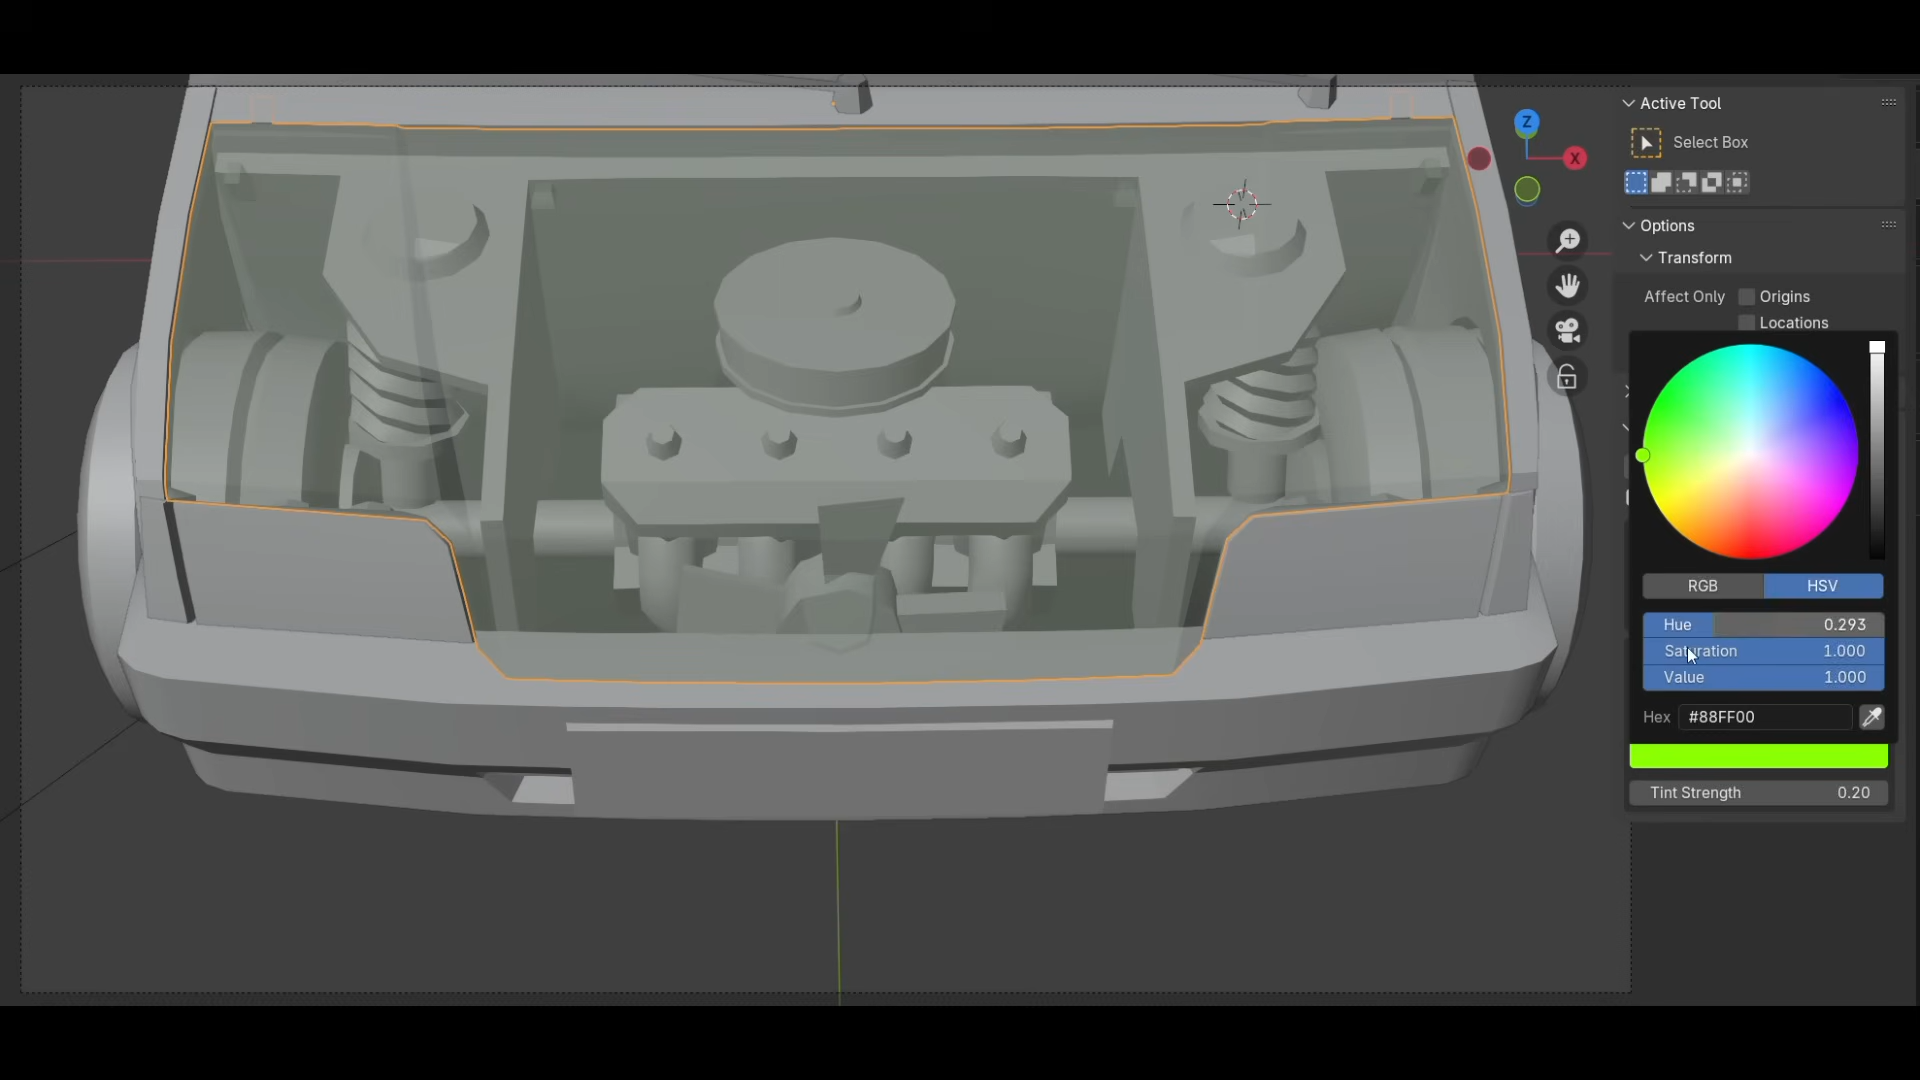 Active Tool
Z
X
Select Box
Options
Transform
Affect Only Origins
Locations
RGB HSV
Hue 0.293
Saturation 1.000
Value 1.000
Hex #88FF00
Tint Strength 0.20